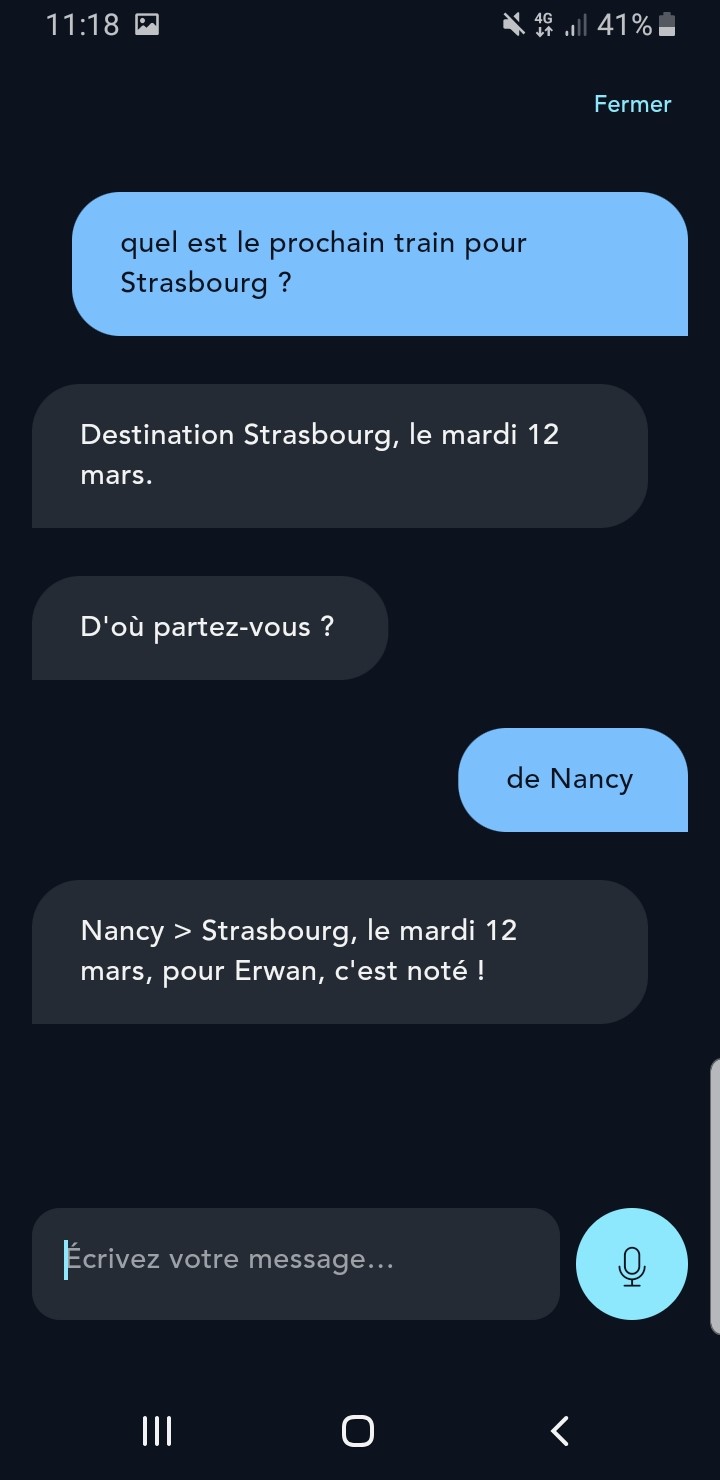 11:18
4G
41%
Fermer
quel est le prochain train pour
Strasbourg ?
Destination Strasbourg, le mardi 12
mars.
D'où partez-vous ?
de Nancy
Nancy > Strasbourg, le mardi 12
mars, pour Erwan, c'est noté !
Écrivez votre message...